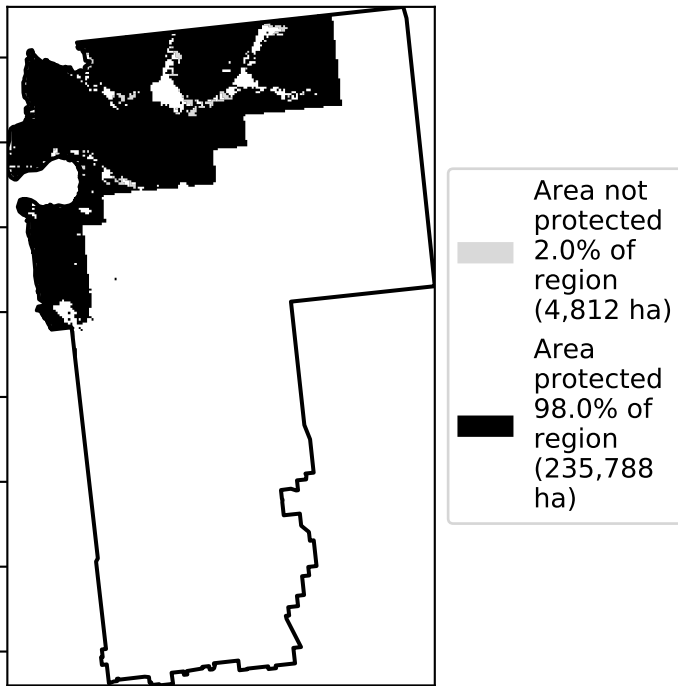 Area not
protected
2.0% of
region
(4,812 ha)
Area
protected
98.0% of
region
(235,788
ha)